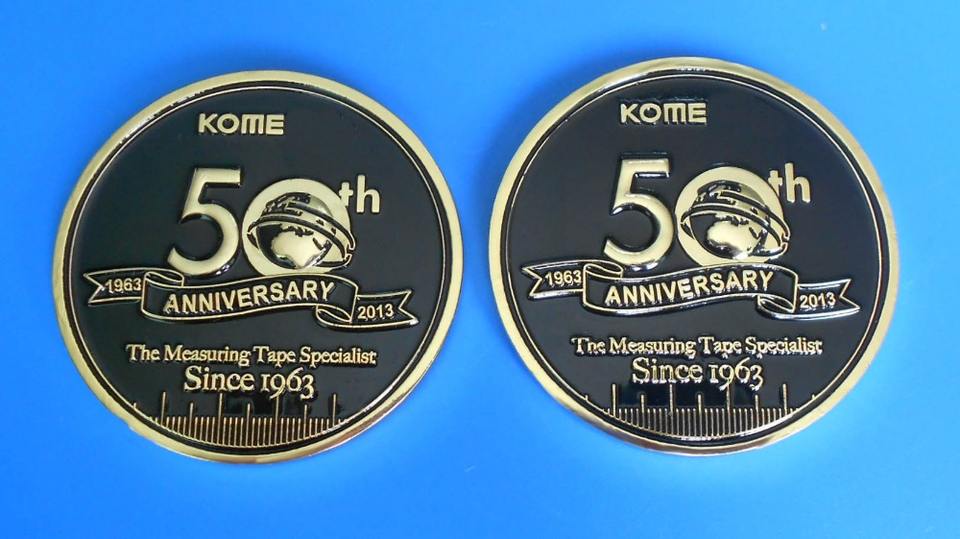 KOME
50th
1963 ANNIVERSARY 2013
The Measuring Tape Specialist
Since 1963
KOME
50th
1963 ANNIVERSARY 2013
The Measuring Tape Specialist
Since 1963